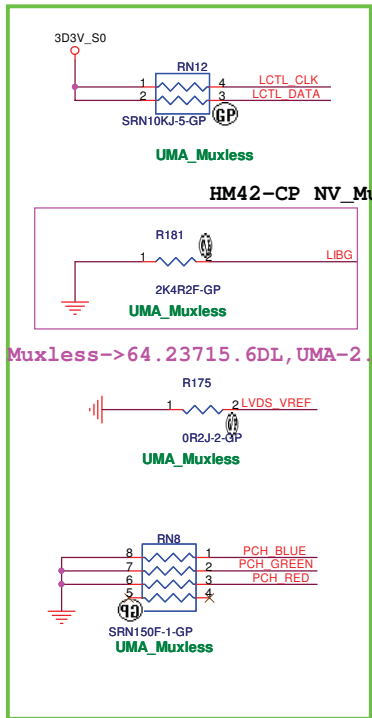 3D3V_S0
RN12
1 4 LCTL_CLK
2 3 LCTL_DATA
SRN10KJ-5-GP GP
UMA_Muxless
HM42-CP NV_Mu
R181
1 2 LIBG
2K4R2F-GP
UMA_Muxless
Muxless->64.23715.6DL,UMA-2.
R175
1 2 LVDS_VREF
0R2J-2-GP
UMA_Muxless
RN8
8 1 PCH_BLUE
7 2 PCH_GREEN
6 3 PCH_RED
5 4
GP
SRN150F-1-GP
UMA_Muxless